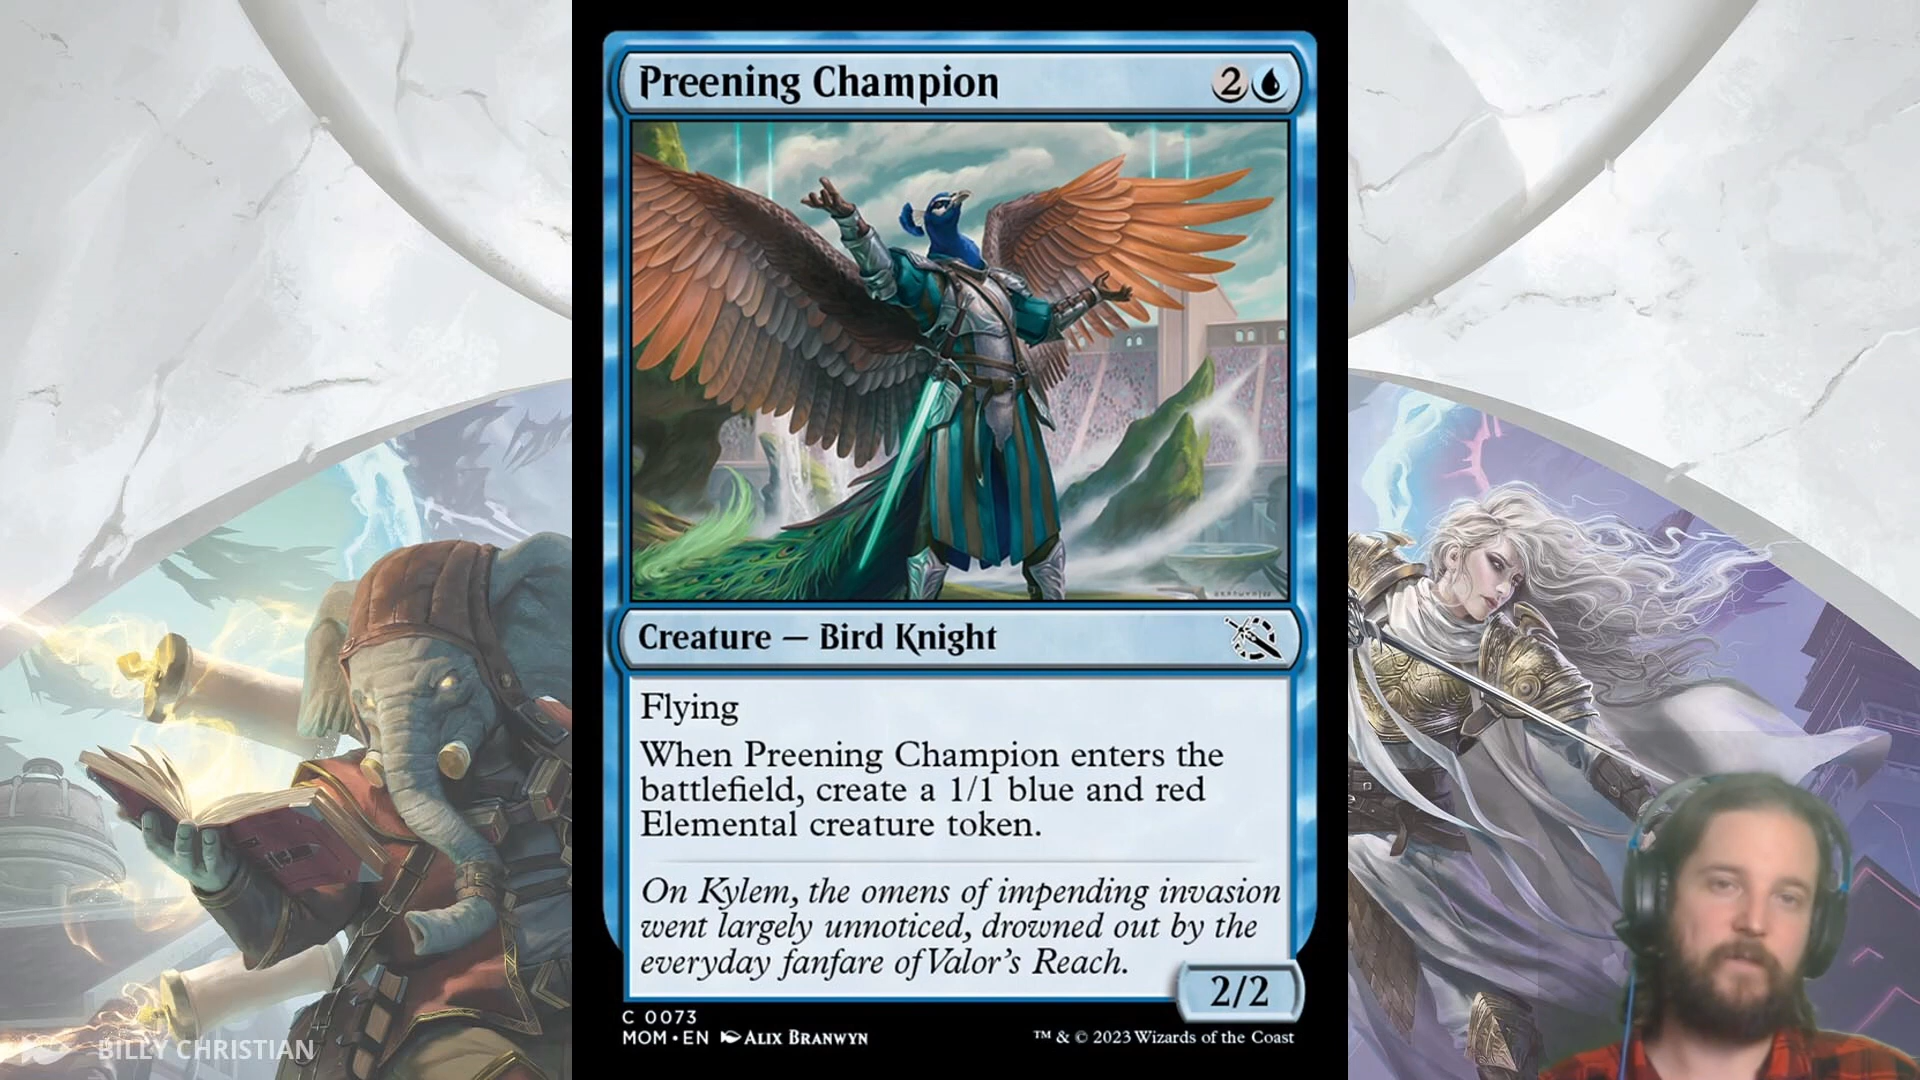 Preening Champion 2
Creature — Bird Knight
Flying
When Preening Champion enters the
battlefield, create a 1/1 blue and red
Elemental creature token.
On Kylem, the omens of impending invasion
went largely unnoticed, drowned out by the
everyday fanfare of Valor's Reach.
2/2
C 0073
MOM • EN ALIX BRANWYN
™ & © 2023 Wizards of the Coast
BILLY CHRISTIAN